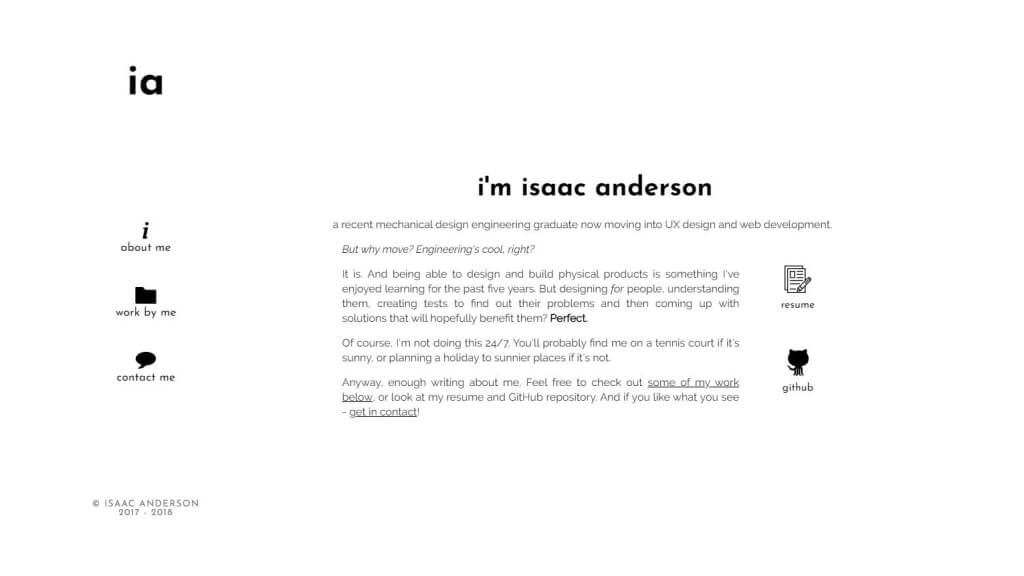 ia
i'm isaac anderson
a recent mechanical design engineering graduate now moving into UX design and web development.
But why move? Engineering's cool, right?
It is. And being able to design and build physical products is something I've
enjoyed learning for the past five years. But designing for people, understanding
them, creating tests to find out their problems and then coming up with
solutions that will hopefully benefit them? Perfect.
Of course, I'm not doing this 24/7. You'll probably find me on a tennis court if it's
sunny, or planning a holiday to sunnier places if it's not.
Anyway, enough writing about me. Feel free to check out some of my work
below, or look at my resume and GitHub repository. And if you like what you see
- get in contact!
i
about me
work by me
contact me
resume
github
© ISAAC ANDERSON
2017 - 2018